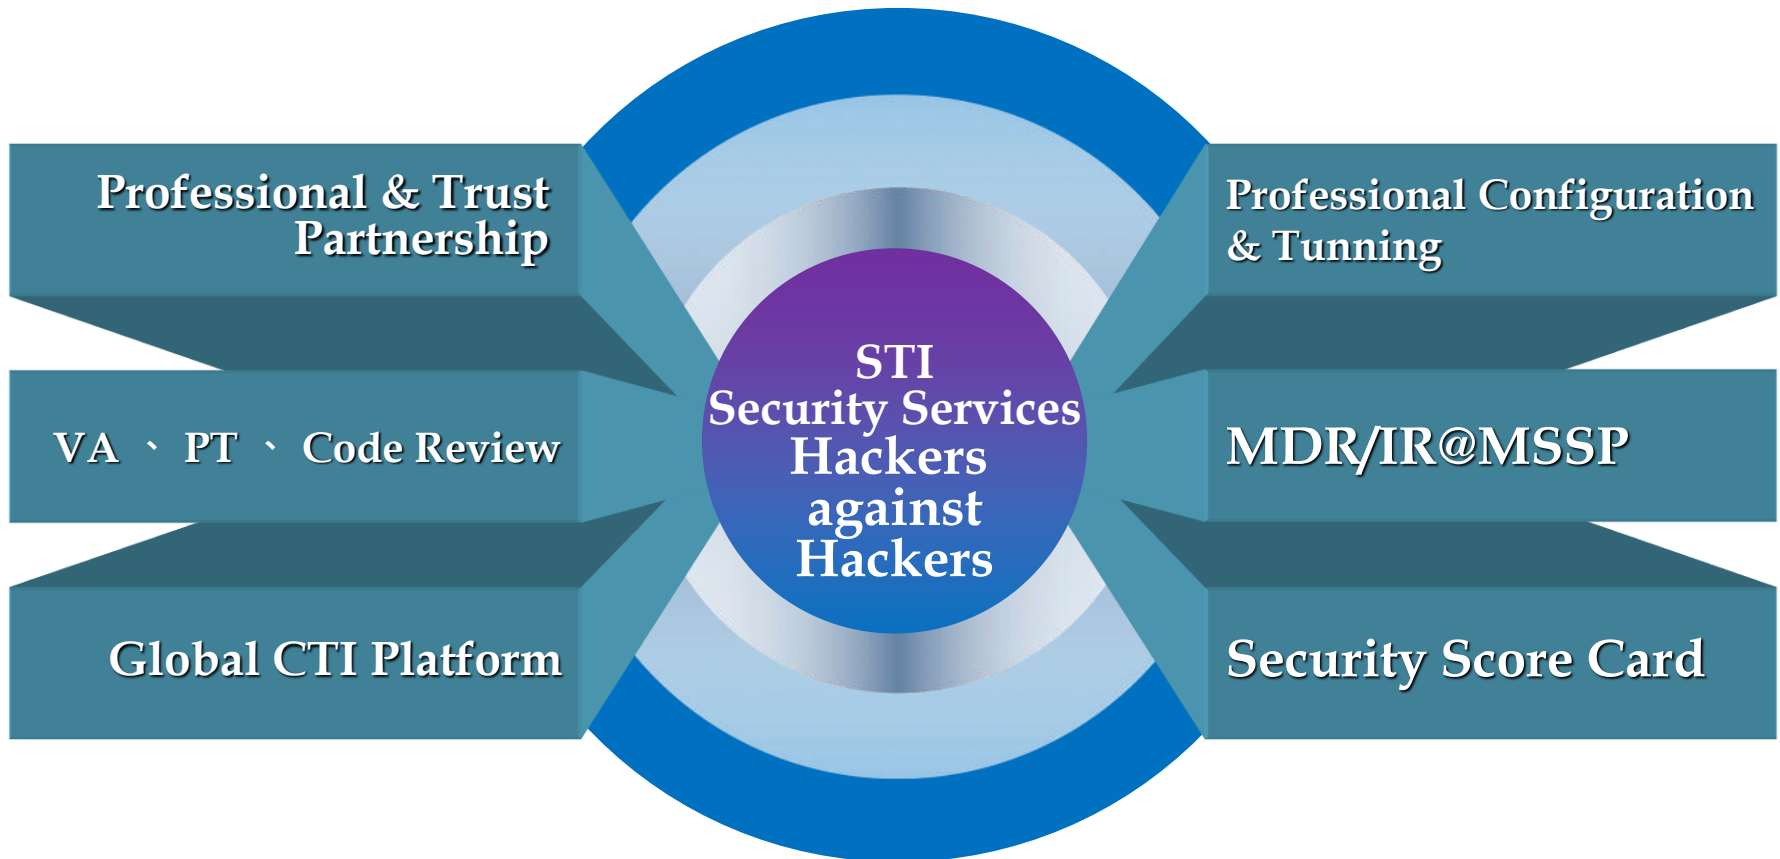 Professional & Trust
Partnership
VA 、 PT 、 Code Review
Global CTI Platform
STI
Security Services
Hackers
against
Hackers
Professional Configuration
& Tunning
MDR/IR@MSSP
Security Score Card